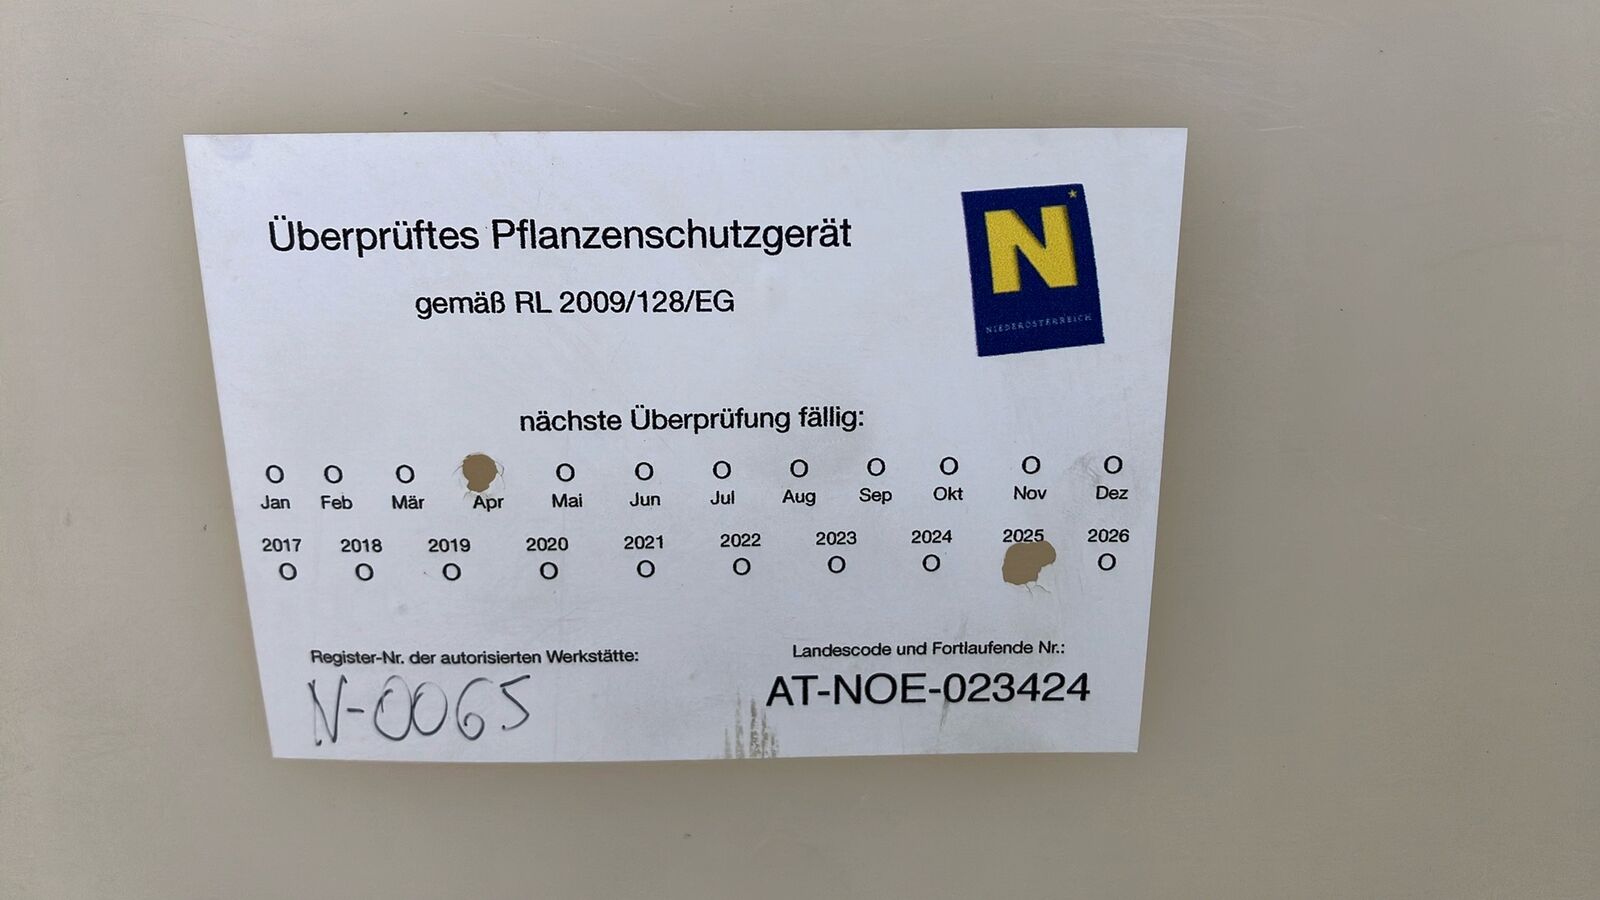 Überprüftes Pflanzenschutzgerät
gemäß RL 2009/128/EG
N
NIEDERÖSTERREICH
nächste Überprüfung fällig:
O O O O O O O O O O O
Jan Feb Mär Apr Mai Jun Jul Aug Sep Okt Nov Dez
2017 2018 2019 2020 2021 2022 2023 2024 2025 2026
O O O O O O O O O
Register-Nr. der autorisierten Werkstätte:
N-0065
Landescode und Fortlaufende Nr.:
AT-NOE-023424